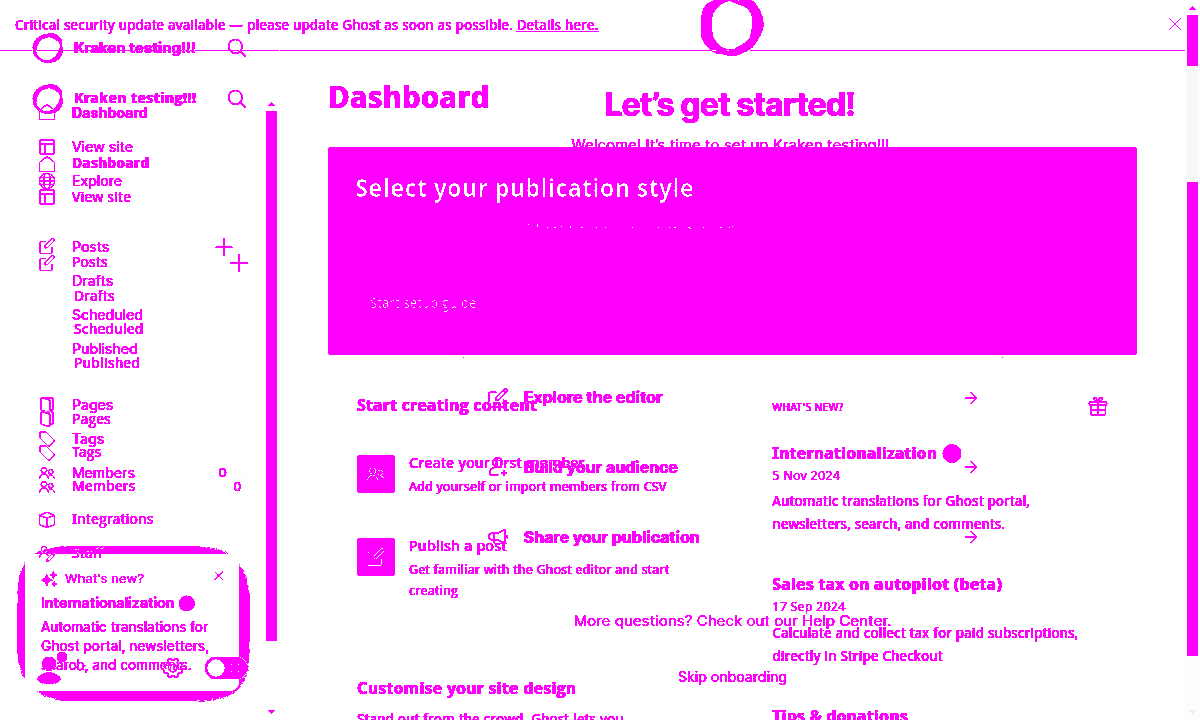 Critical security update available — please update Ghost as soon as possible. Details here.
Kraken testing!!!
Kraken testing!!!
Dashboard
View site
Dashboard
Explore
View site
Posts
Posts
Drafts
Drafts
Scheduled
Scheduled
Published
Published
Pages
Pages
Tags
Tags
Members 0
Members 0
Integrations
Staff
What's new?
Internationalization
Automatic translations for
Ghost portal, newsletters,
and comments.
Dashboard
Let's get started!
Welcome! It's time to set up Kraken testing!!!
Select your publication style
Start setup guide
Start creating content
Explore the editor
Create your first member
Build your audience
Add yourself or import members from CSV
Publish a post
Share your publication
Get familiar with the Ghost editor and start
creating
More questions? Check out our Help Center.
Skip onboarding
Customise your site design
Stand out from the crowd. Ghost lets you
WHAT'S NEW?
Internationalization
5 Nov 2024
Automatic translations for Ghost portal,
newsletters, search, and comments.
Sales tax on autopilot (beta)
17 Sep 2024
Calculate and collect tax for paid subscriptions,
directly in Stripe Checkout
Tips & donations